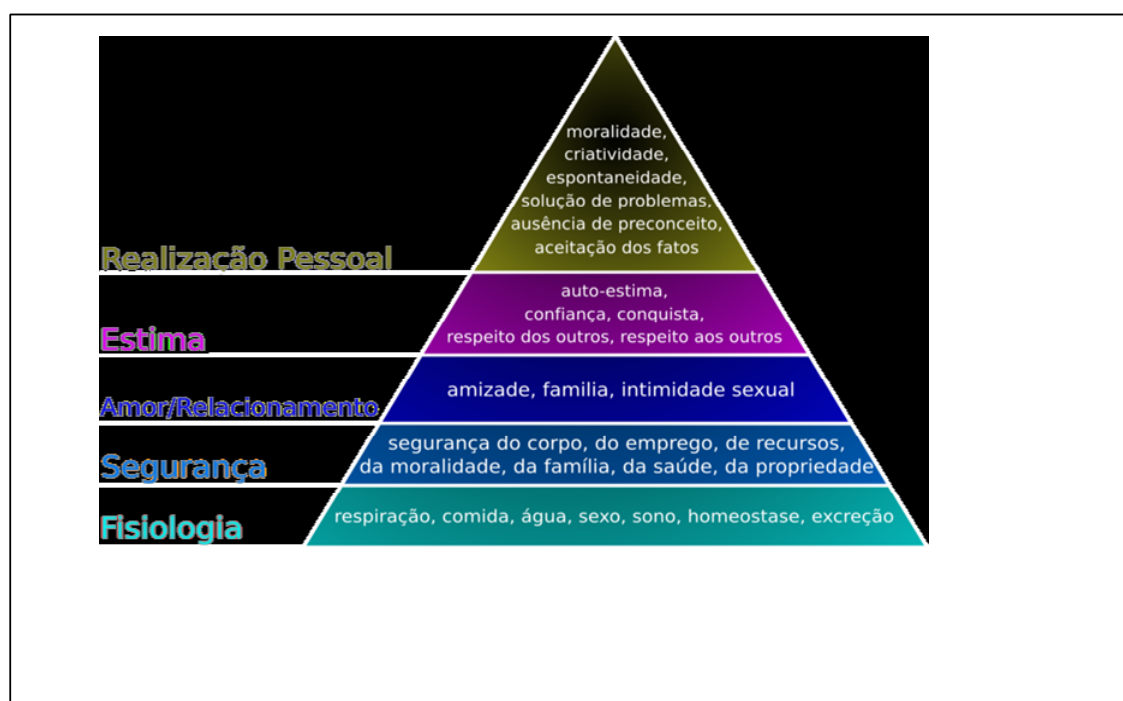 moralidade,
criatividade,
espontaneidade,
solução de problemas,
ausência de preconceito,
aceitação dos fatos
Realização Pessoal
auto-estima,
confiança, conquista,
respeito dos outros, respeito aos outros
Estima
amizade, familia, intimidade sexual
Amor/Relacionamento
segurança do corpo, do emprego, de recursos,
da moralidade, da família, da saúde, da propriedade
Segurança
respiração, comida, água, sexo, sono, homeostase, excreção
Fisiologia